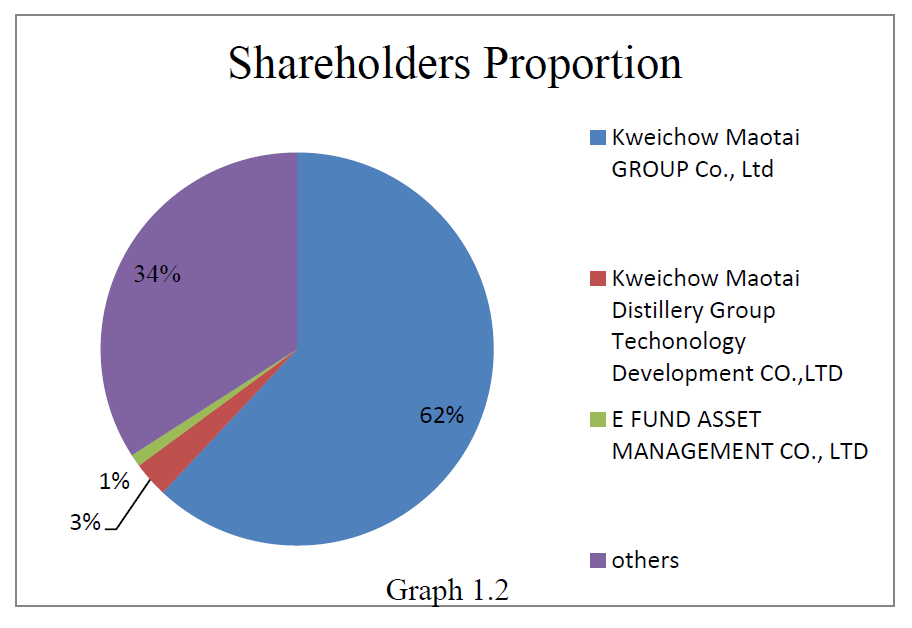 Shareholders Proportion
Kweichow Maotai
GROUP Co., Ltd
Kweichow Maotai
Distillery Group
Techonology
Development CO.,LTD
E FUND ASSET
MANAGEMENT CO., LTD
others
34%
62%
1%
3%
Graph 1.2